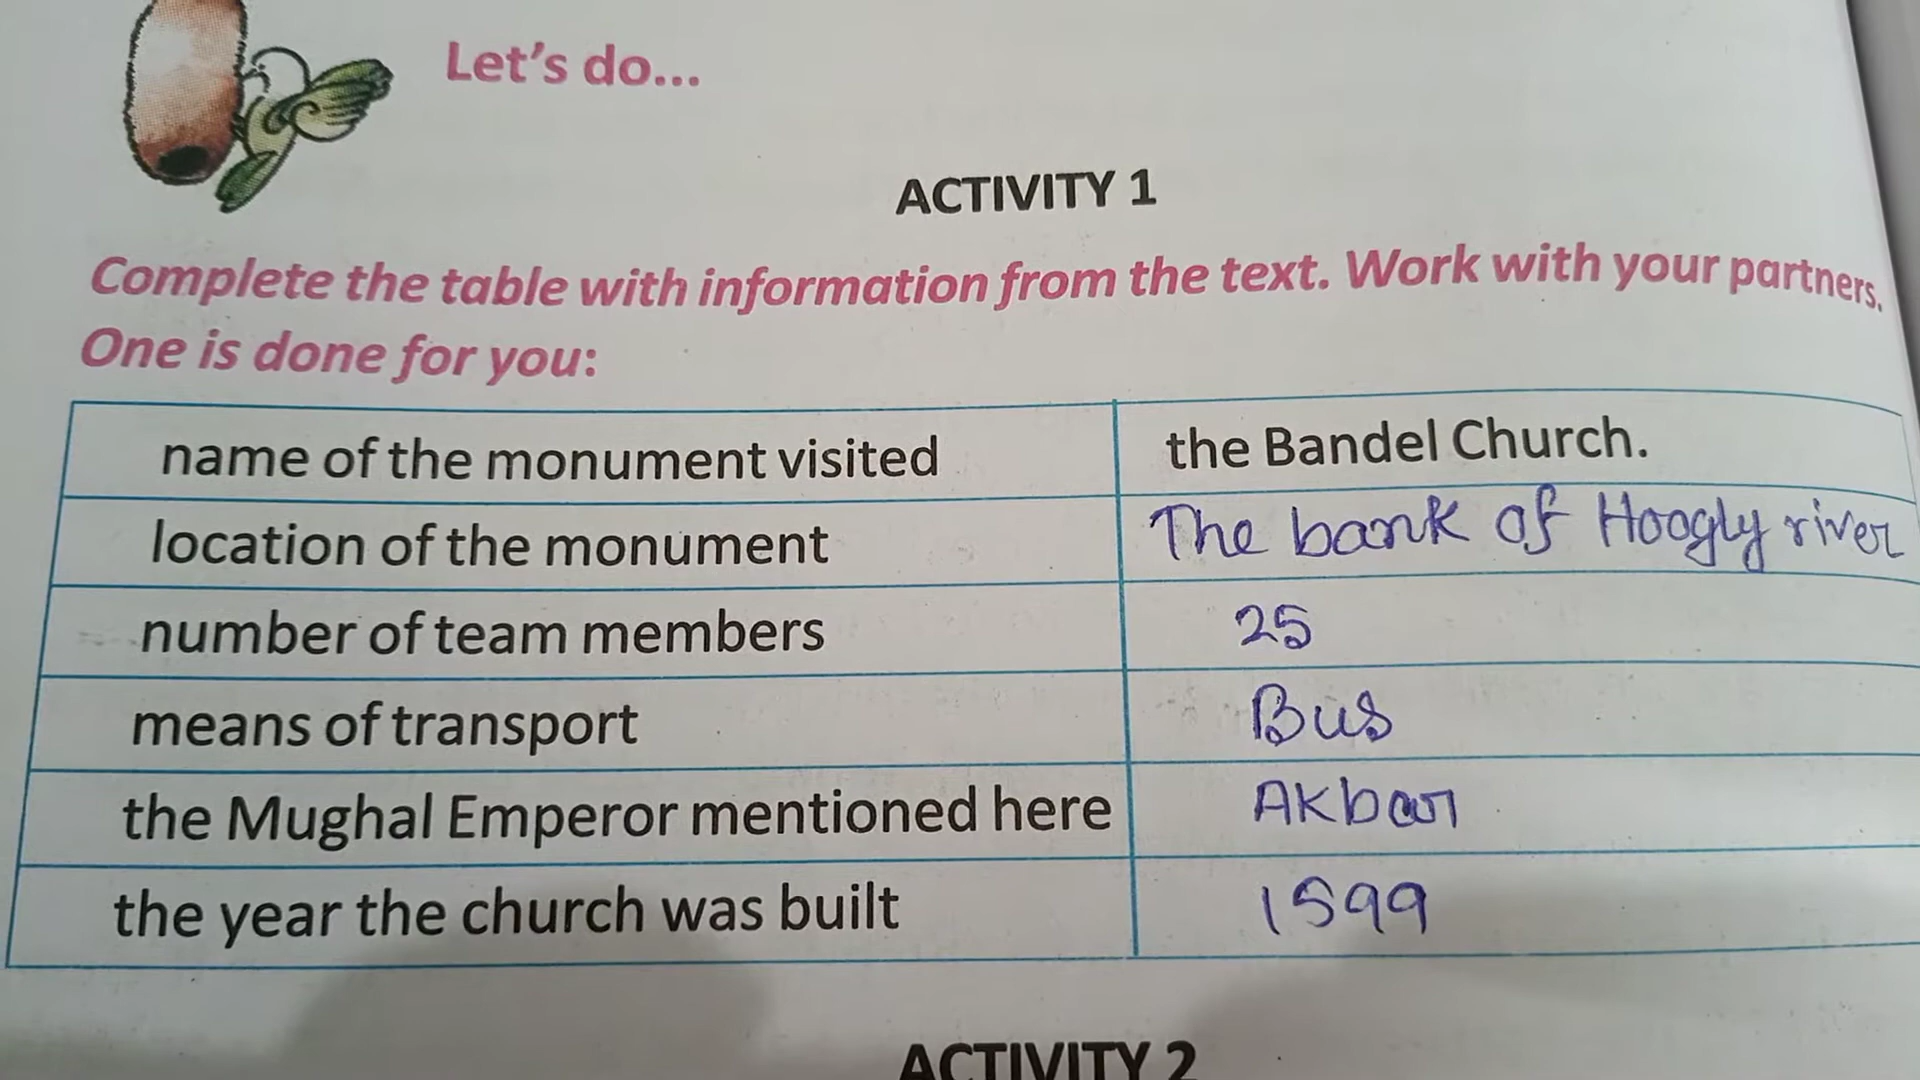 Let's do...
ACTIVITY 1
Complete the table with information from the text. Work with your partners.
One is done for you:
name of the monument visited the Bandel Church.
location of the monument The bank of Hoogly river
number of team members 25
means of transport Bus
the Mughal Emperor mentioned here Akbar
the year the church was built 1599
ACTIVITY 2